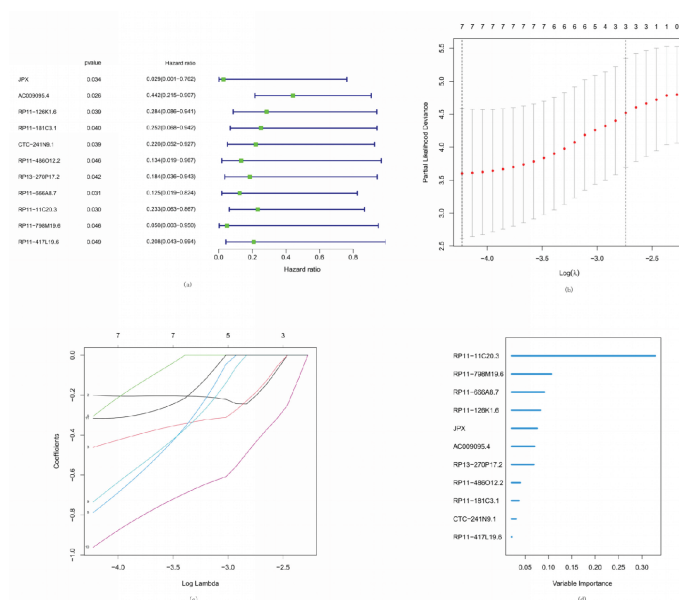 pvalue Hazard ratio
JPX 0.034 0.029(0.001−0.762)
AC009095.4 0.026 0.442(0.215−0.907)
RP11−126K1.6 0.039 0.284(0.086−0.941)
RP11−181C3.1 0.040 0.252(0.068−0.942)
CTC−241N9.1 0.039 0.220(0.052−0.927)
RP11−486O12.2 0.046 0.134(0.019−0.967)
RP13−270P17.2 0.042 0.184(0.036−0.943)
RP11−666A8.7 0.031 0.125(0.019−0.824)
RP11−11C20.3 0.030 0.233(0.063−0.867)
RP11−798M19.6 0.046 0.050(0.003−0.950)
RP11−417L19.6 0.049 0.208(0.043−0.994)
0.0 0.2 0.4 0.6 0.8
Hazard ratio
(a)
7 7 7 7 7 7 7 7 7 6 6 6 7 5 3 3 3 1 1 0
Partial Likelihood Deviance
5.5
5.0
4.5
4.0
3.5
3.0
2.5
−4.0 −3.5 −3.0 −2.5
Log(λ)
(b)
7 7 5 3
Coefficients
0.0
−0.2
−0.4
−0.6
−0.8
−1.0
−4.0 −3.5 −3.0 −2.5
Log Lambda
(c)
RP11−11C20.3
RP11−798M19.6
RP11−666A8.7
RP11−126K1.6
JPX
AC009095.4
RP13−270P17.2
RP11−486O12.2
RP11−181C3.1
CTC−241N9.1
RP11−417L19.6
0.05 0.10 0.15 0.20 0.25 0.30
Variable Importance
(d)